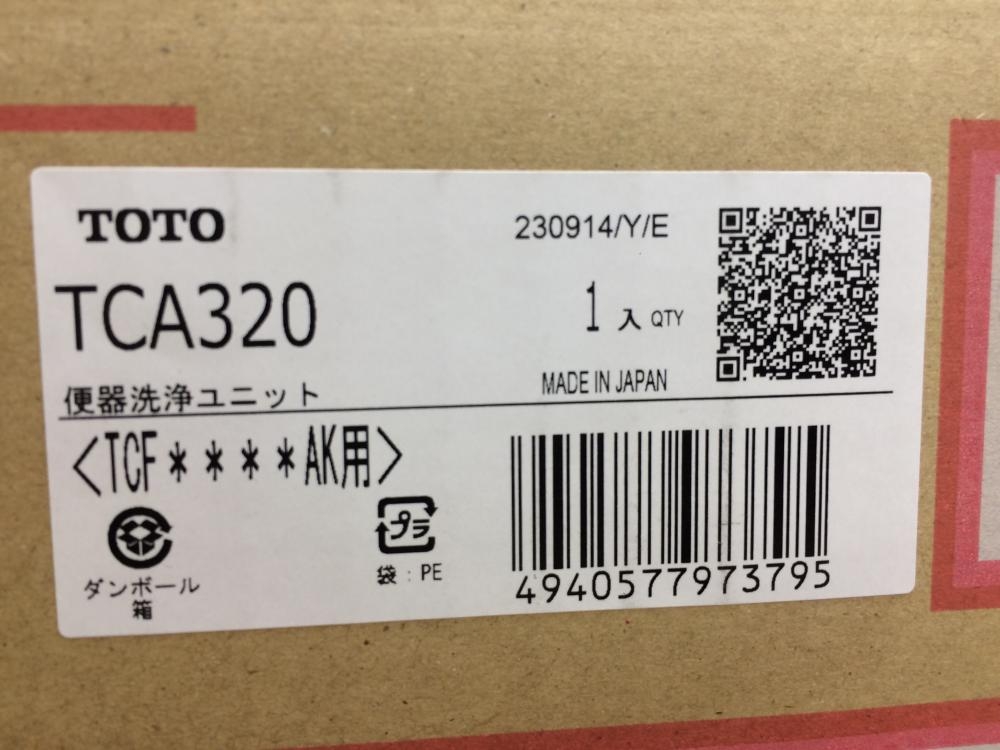 TOTO
230914/Y/E
TCA320
1入 QTY
MADE IN JAPAN
便器洗浄ユニット
<TCF＊＊＊＊AK用>
プラ
袋:PE
ダンボール
箱
4940577973795